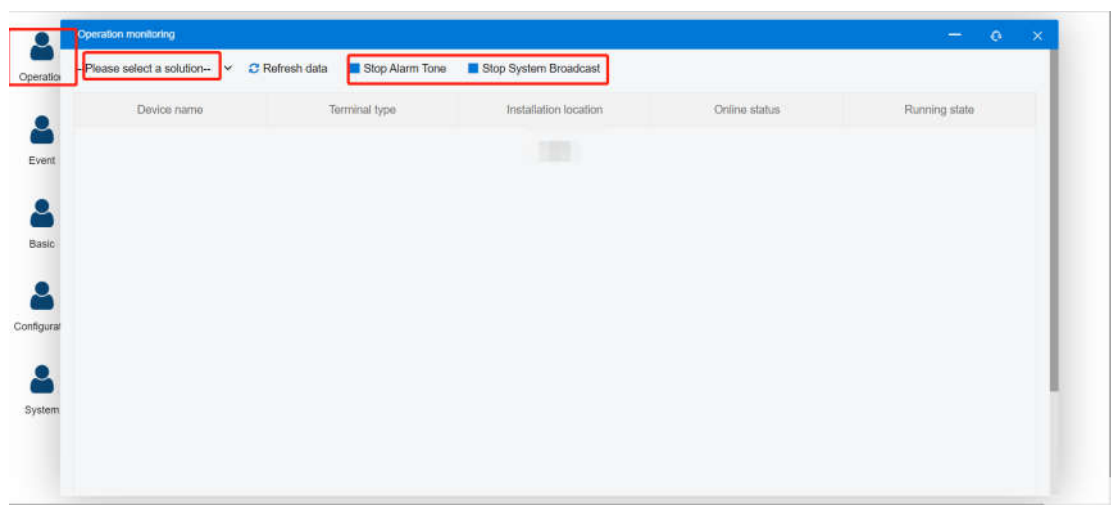 Operation monitoring
Operation
--Please select a solution-- Refresh data Stop Alarm Tone Stop System Broadcast
Device name Terminal type Installation location Online status Running state
Event
Basic
Configurat
System